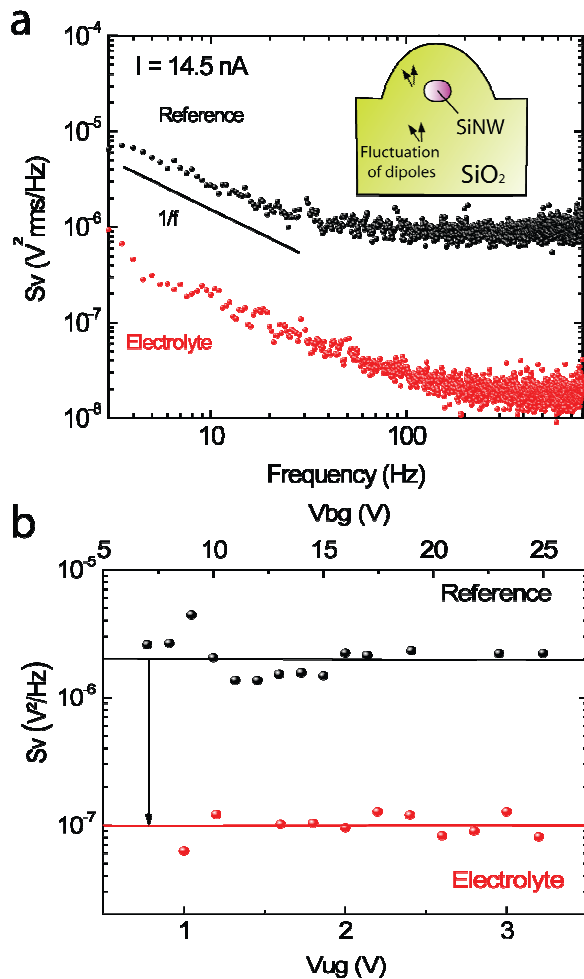 a
10⁻⁴
10⁻⁵
10⁻⁶
10⁻⁷
10⁻⁸
Sv (V² rms/Hz)
I = 14.5 nA
Reference
1/f
Electrolyte
SiNW
Fluctuation
of dipoles
SiO₂
10
100
Frequency (Hz)
b
Vbg (V)
5
10
15
20
25
10⁻⁵
10⁻⁶
10⁻⁷
Sv (V²/Hz)
Reference
Electrolyte
1
2
3
Vug (V)